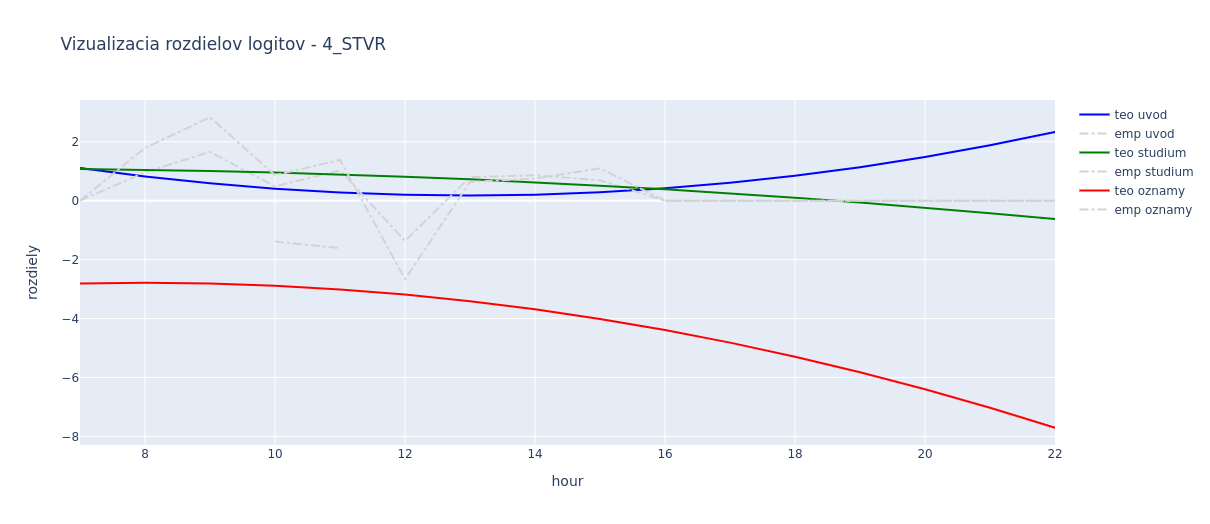 Vizualizacia rozdielov logitov - 4_STVR
teo uvod
emp uvod
teo studium
emp studium
teo oznamy
emp oznamy
2
0
−2
−4
−6
−8
rozdiely
8 10 12 14 16 18 20 22
hour